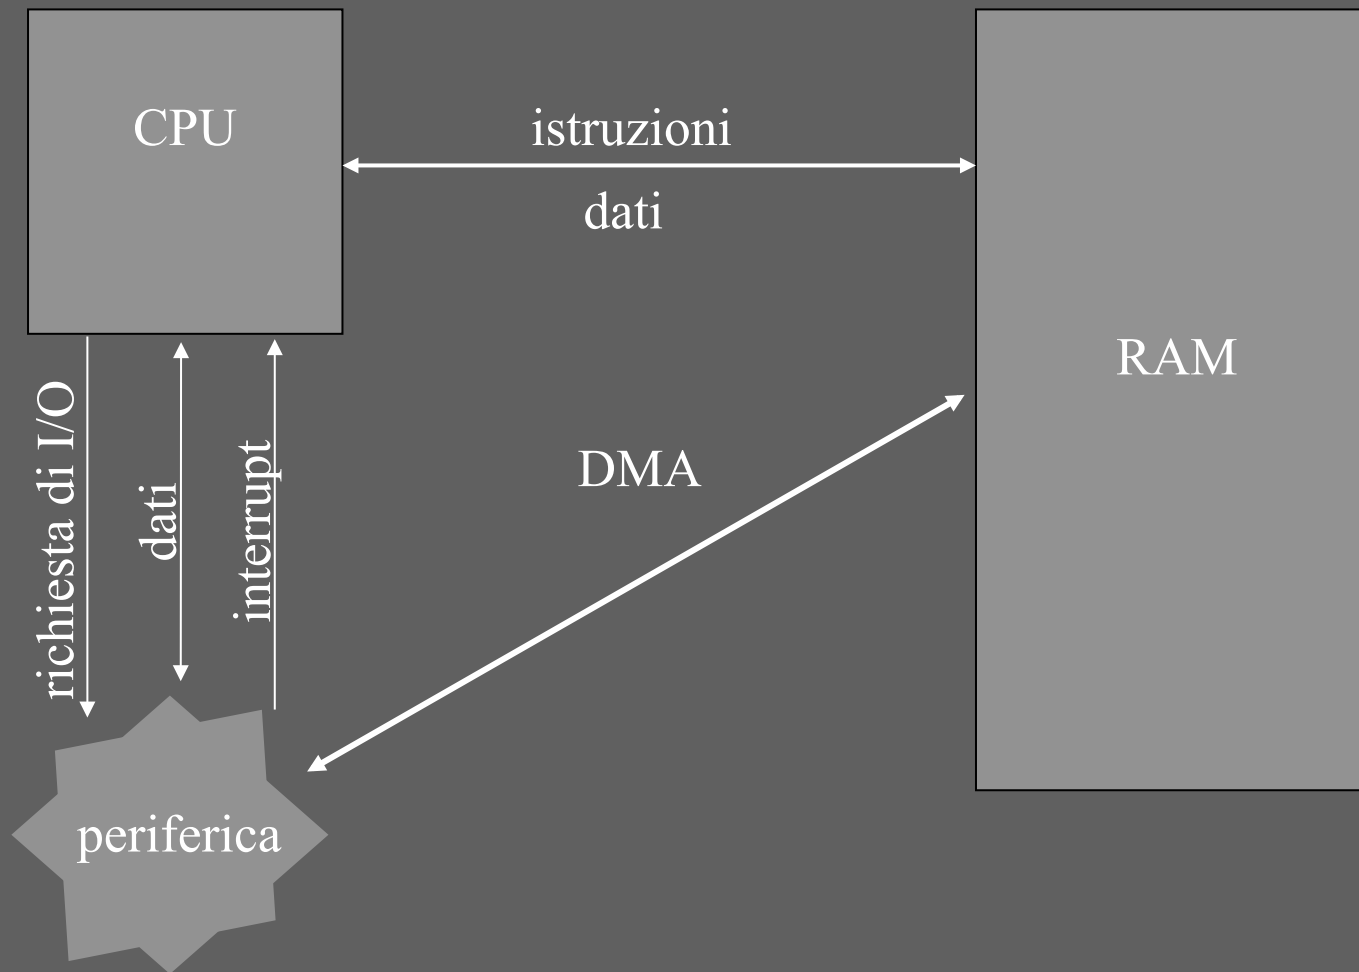 CPU
istruzioni
dati
RAM
richiesta di I/O
dati
interrupt
DMA
periferica